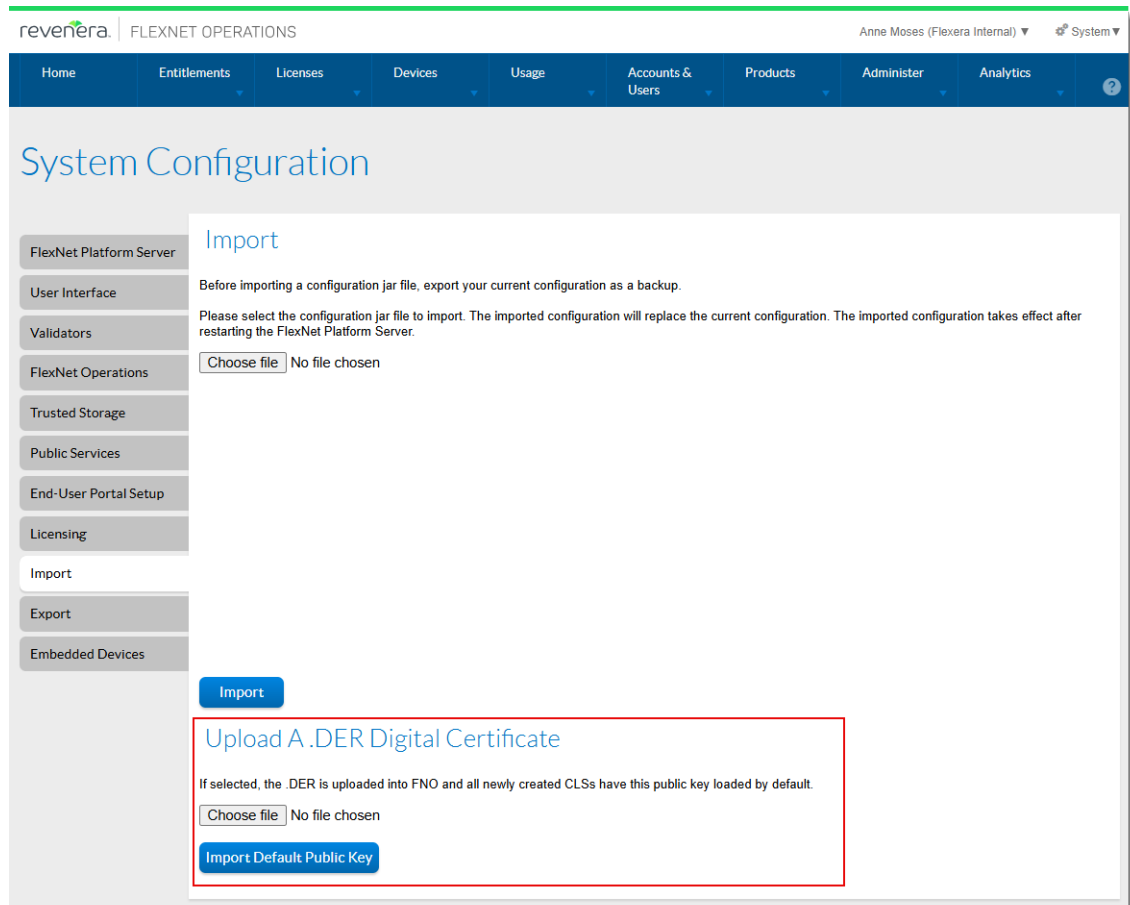 revenera. FLEXNET OPERATIONS
Anne Moses (Flexera Internal) ▼ System ▼
Home Entitlements Licenses Devices Usage Accounts & Users Products Administer Analytics ?
System Configuration
FlexNet Platform Server
User Interface
Validators
FlexNet Operations
Trusted Storage
Public Services
End-User Portal Setup
Licensing
Import
Export
Embedded Devices
Import
Before importing a configuration jar file, export your current configuration as a backup.
Please select the configuration jar file to import. The imported configuration will replace the current configuration. The imported configuration takes effect after
restarting the FlexNet Platform Server.
Choose file No file chosen
Import
Upload A .DER Digital Certificate
If selected, the .DER is uploaded into FNO and all newly created CLSs have this public key loaded by default.
Choose file No file chosen
Import Default Public Key